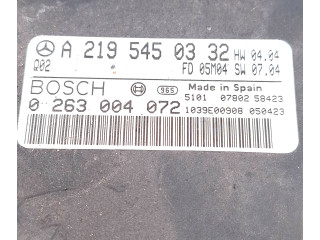 A 219 545 03 32 HW 04.04
Q02 FD 05M04 SW 07.04
BOSCH 965 Made in Spain
5101 07802 58423
0 263 004 072 1039E00908 050423